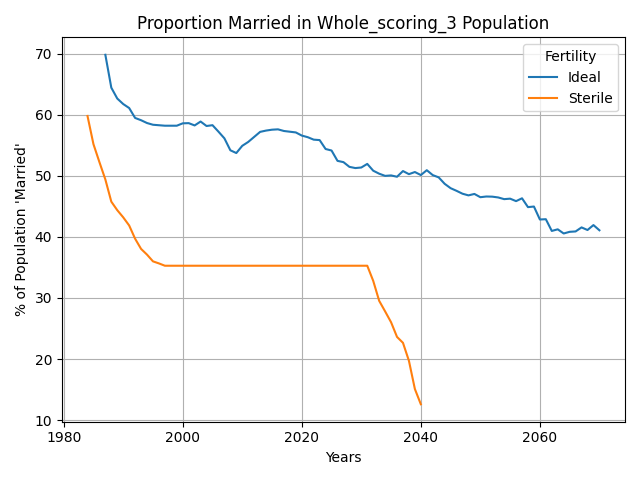 Proportion Married in Whole_scoring_3 Population
Fertility
Ideal
Sterile
% of Population 'Married'
70
60
50
40
30
20
10
1980
2000
2020
2040
2060
Years